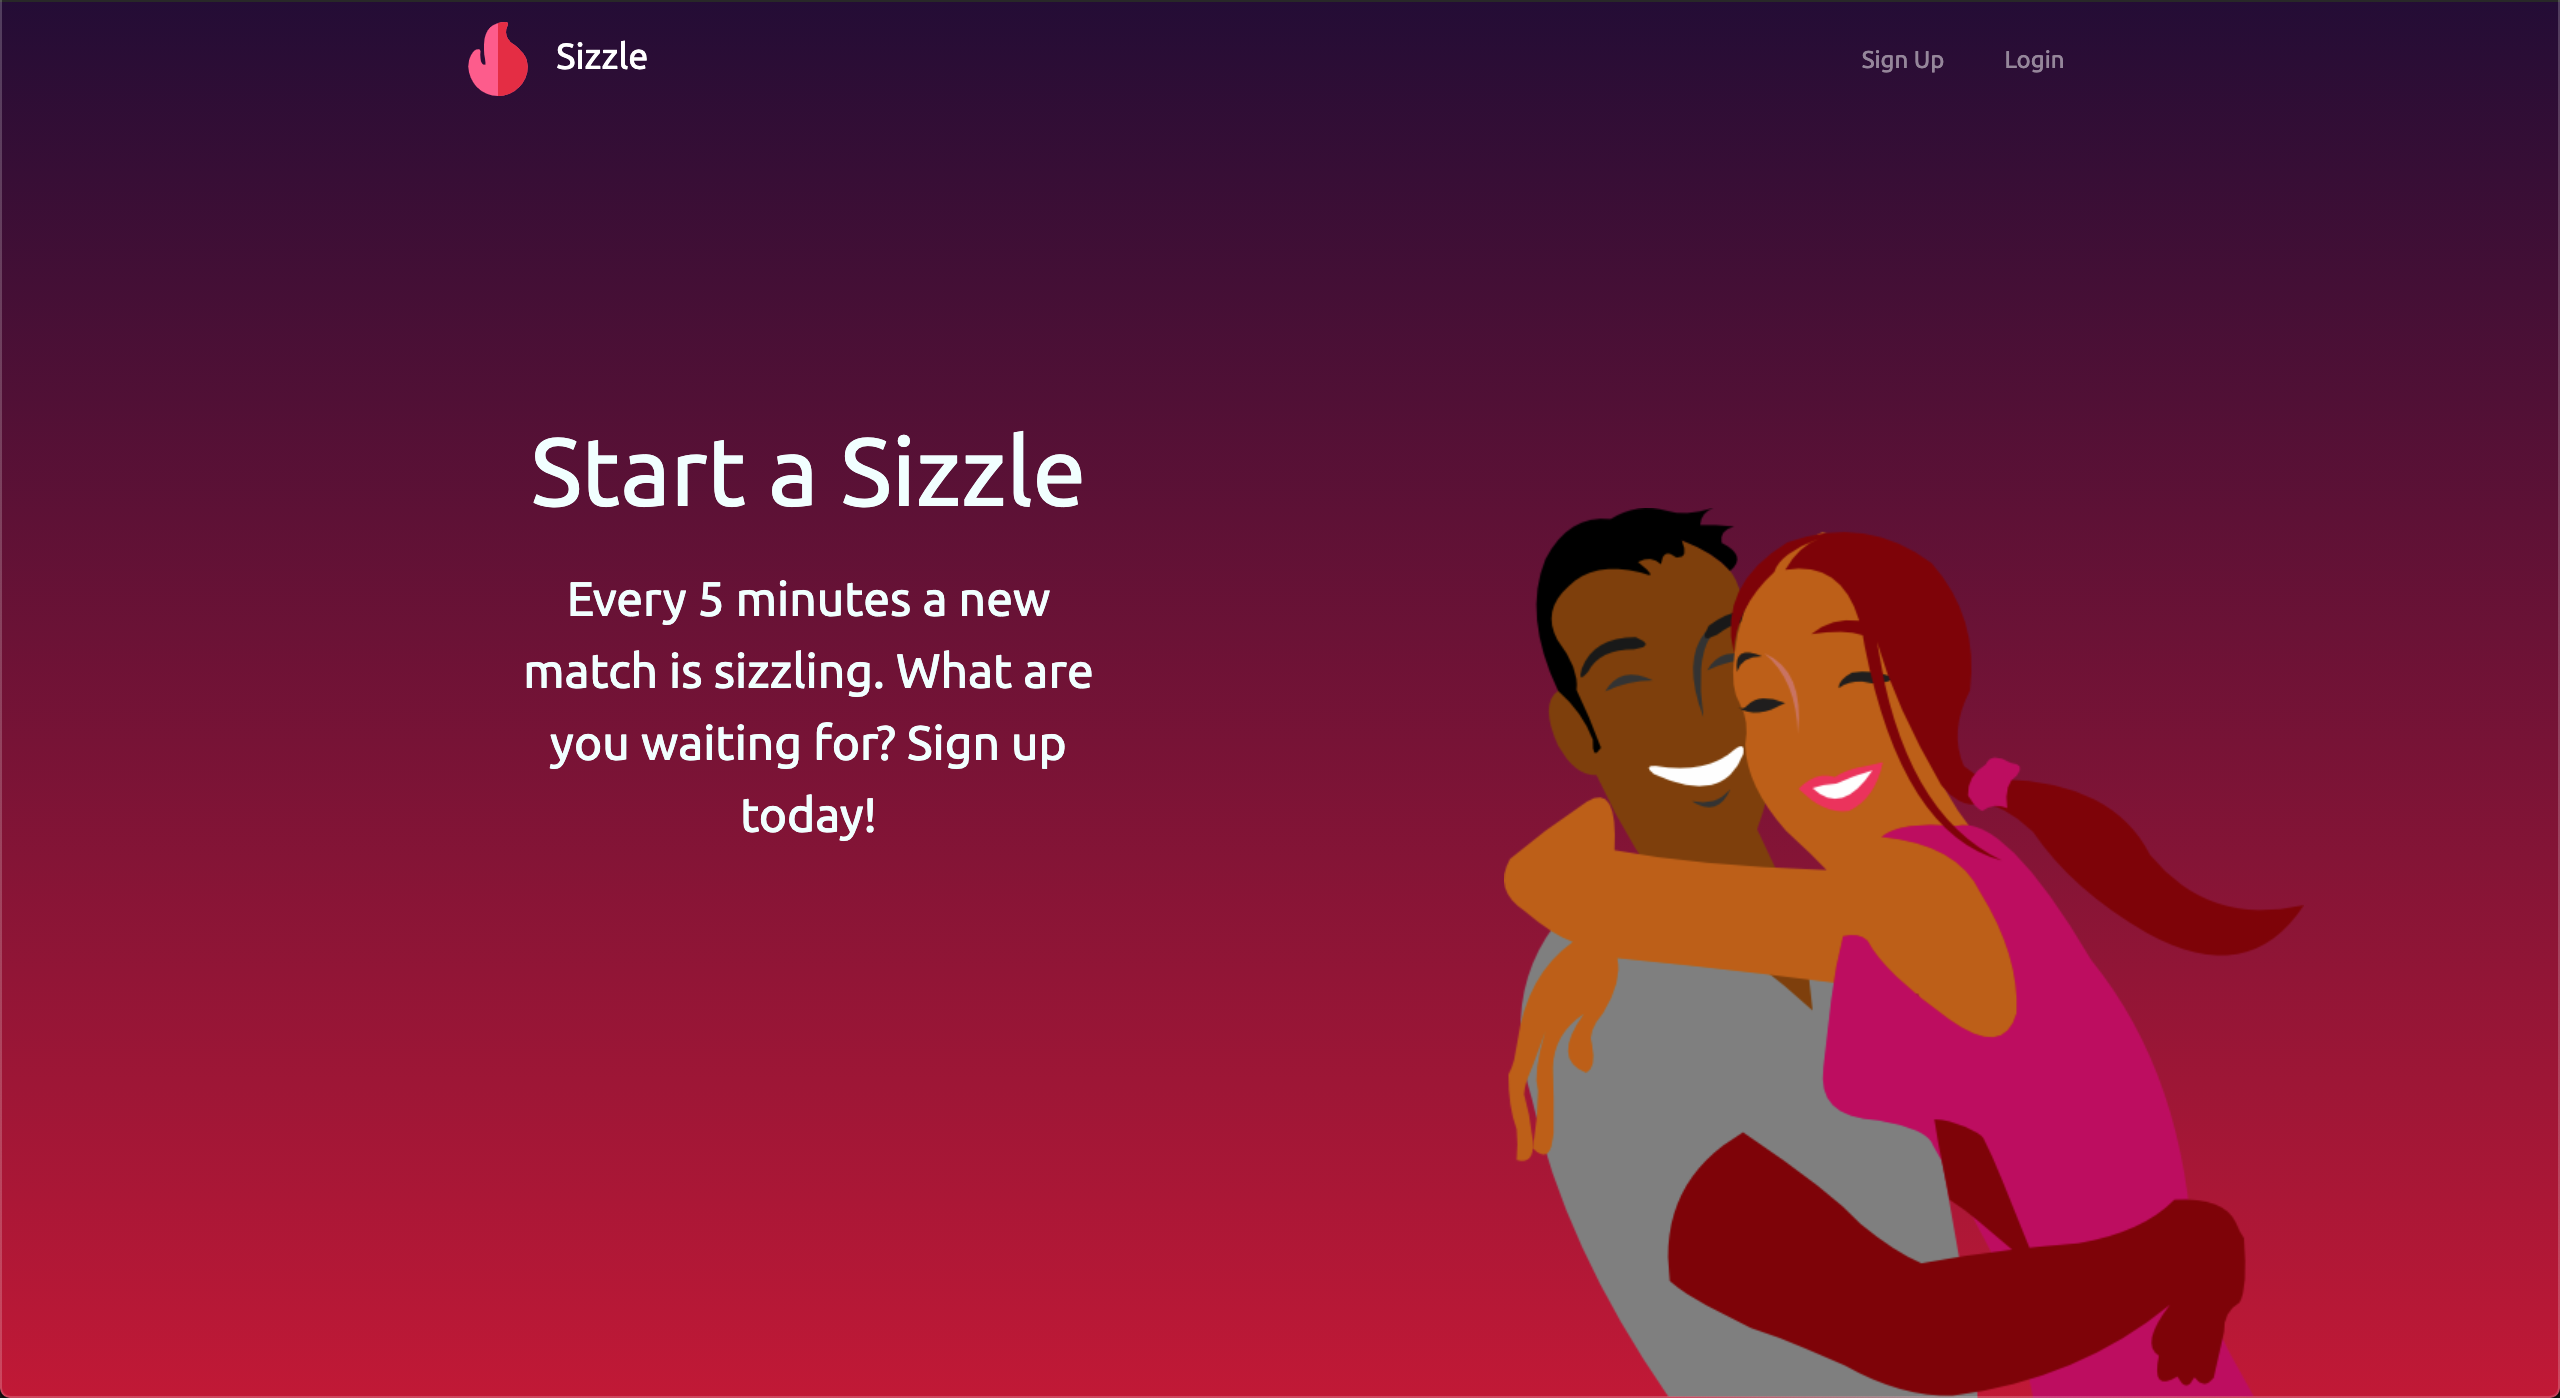 Sizzle
Sign Up
Login
Start a Sizzle
Every 5 minutes a new
match is sizzling. What are
you waiting for? Sign up
today!